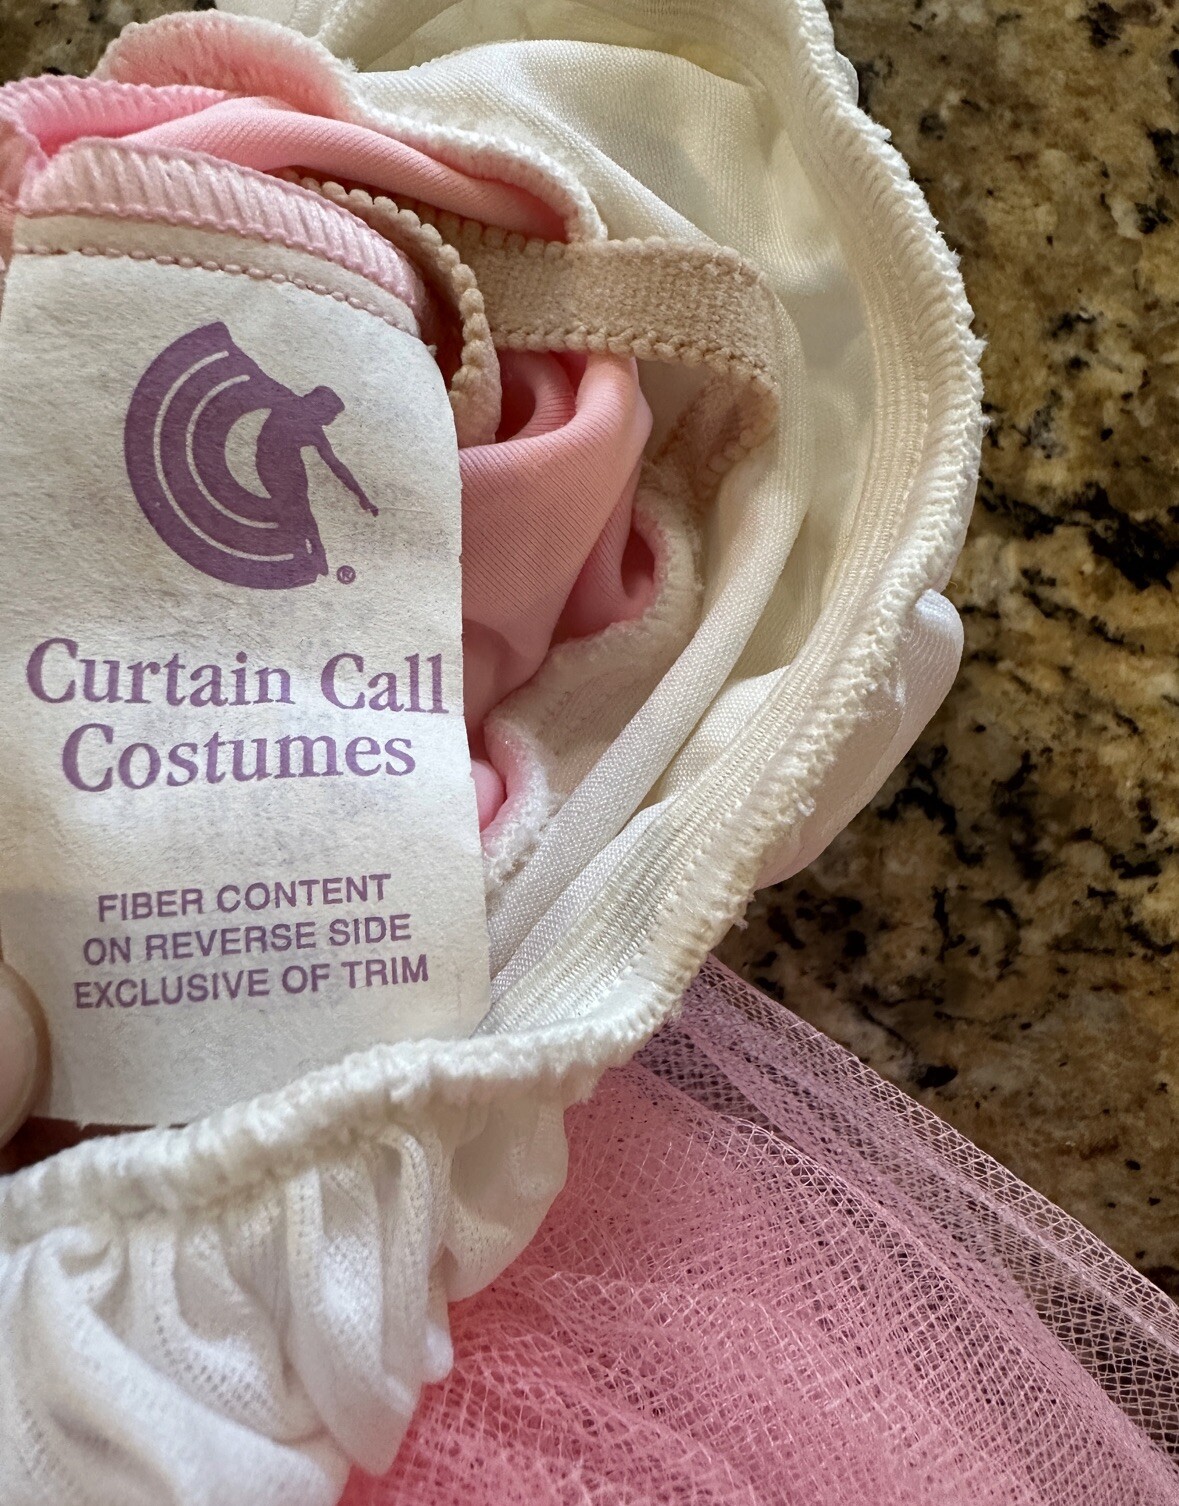 ®
Curtain Call
Costumes
FIBER CONTENT
ON REVERSE SIDE
EXCLUSIVE OF TRIM